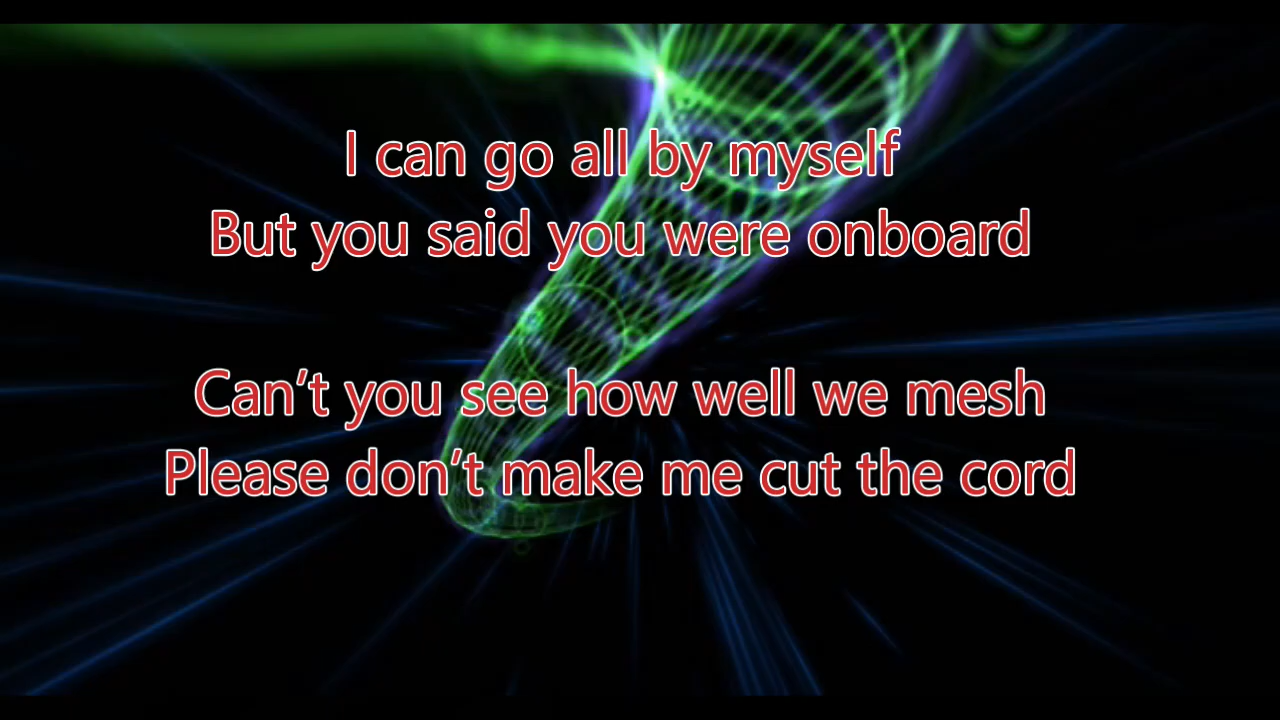 I can go all by myself
But you said you were onboard
Can’t you see how well we mesh
Please don’t make me cut the cord